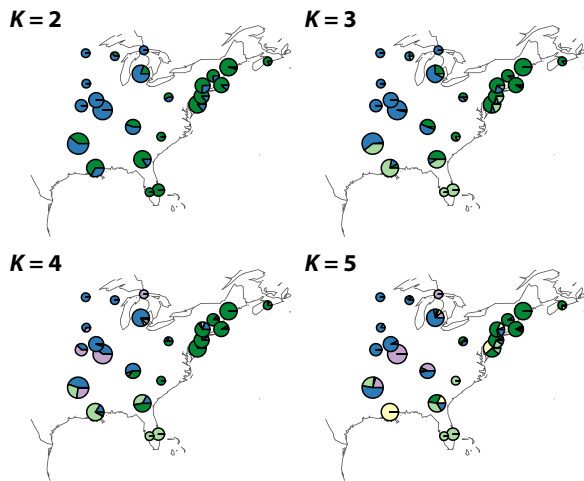 K = 2
K = 3
K = 4
K = 5